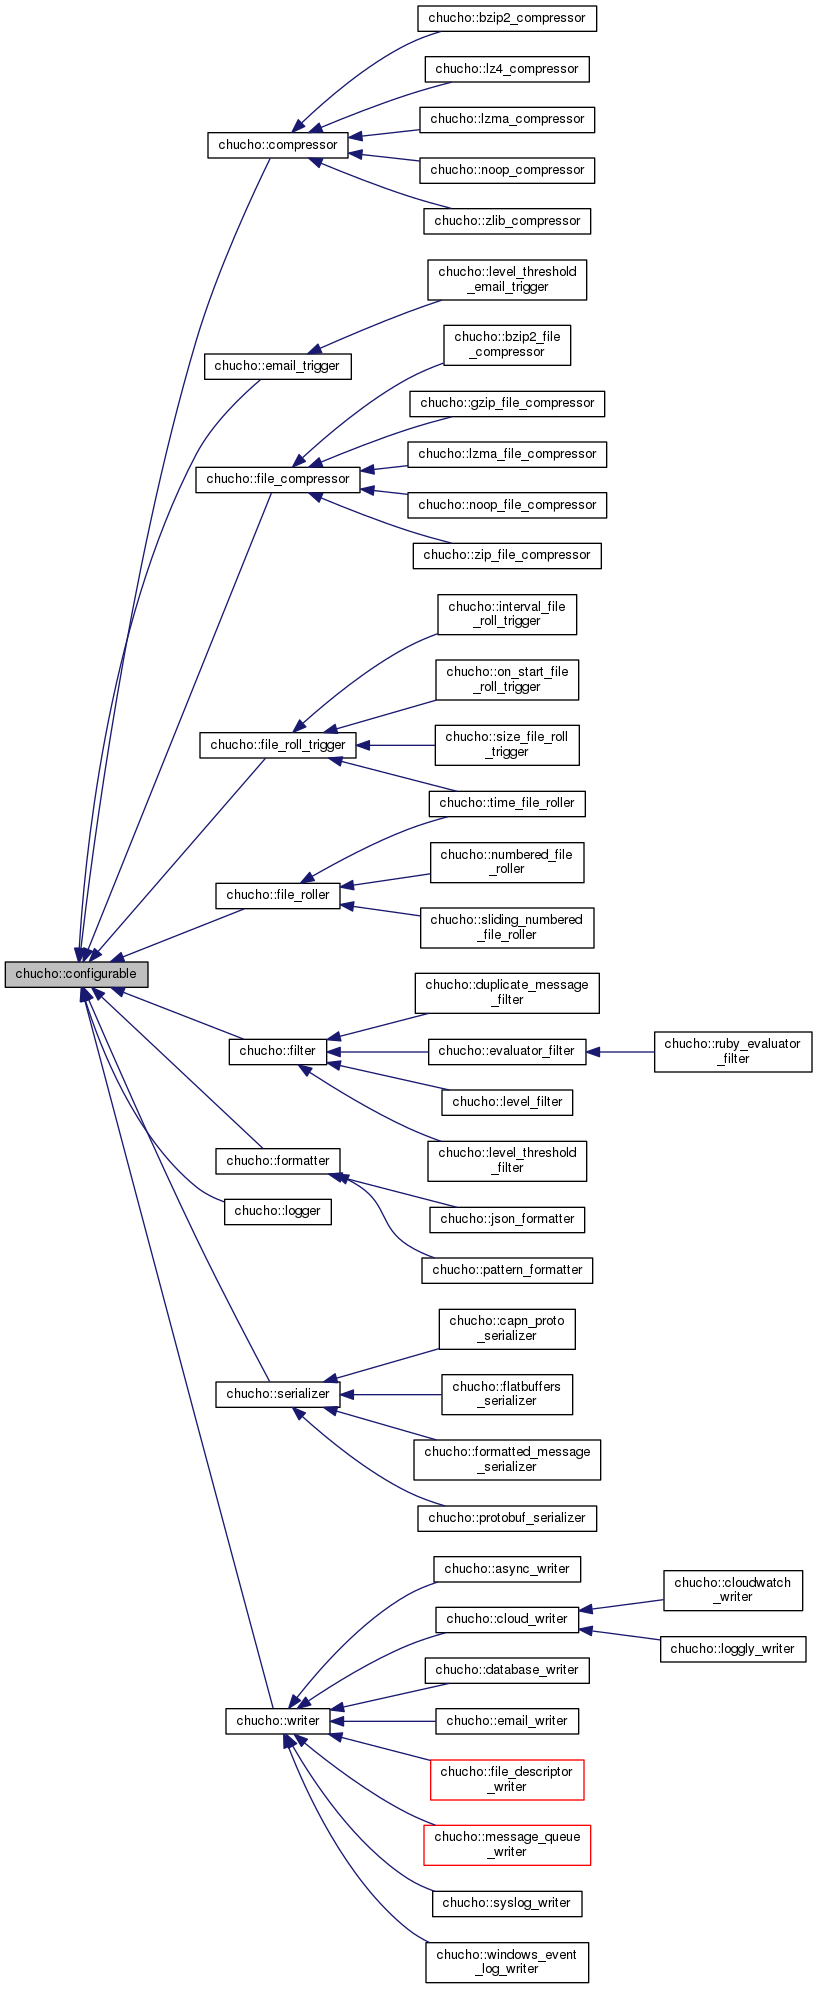 chucho::bzip2_compressor
chucho::lz4_compressor
chucho::lzma_compressor
chucho::compressor
chucho::noop_compressor
chucho::zlib_compressor
chucho::level_threshold
_email_trigger
chucho::email_trigger
chucho::bzip2_file
_compressor
chucho::gzip_file_compressor
chucho::lzma_file_compressor
chucho::file_compressor
chucho::noop_file_compressor
chucho::zip_file_compressor
chucho::interval_file
_roll_trigger
chucho::on_start_file
_roll_trigger
chucho::file_roll_trigger
chucho::size_file_roll
_trigger
chucho::time_file_roller
chucho::numbered_file
_roller
chucho::file_roller
chucho::sliding_numbered
_file_roller
chucho::configurable
chucho::duplicate_message
_filter
chucho::filter
chucho::evaluator_filter
chucho::ruby_evaluator
_filter
chucho::level_filter
chucho::level_threshold
_filter
chucho::formatter
chucho::logger
chucho::json_formatter
chucho::pattern_formatter
chucho::capn_proto
_serializer
chucho::serializer
chucho::flatbuffers
_serializer
chucho::formatted_message
_serializer
chucho::protobuf_serializer
chucho::async_writer
chucho::cloudwatch
_writer
chucho::cloud_writer
chucho::loggly_writer
chucho::database_writer
chucho::writer
chucho::email_writer
chucho::file_descriptor
_writer
chucho::message_queue
_writer
chucho::syslog_writer
chucho::windows_event
_log_writer